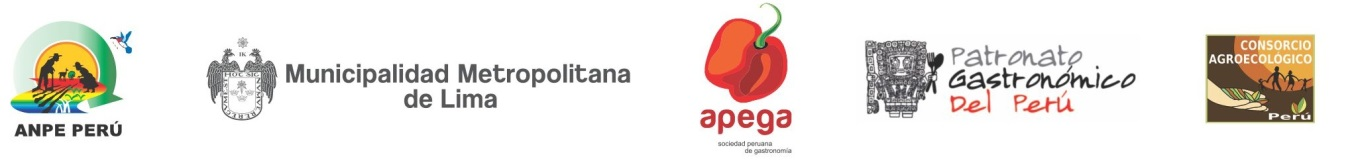 ANPE PERÚ
Municipalidad Metropolitana
de Lima
apega
sociedad peruana
de gastronomía
Patronato
Gastronómico
Del Perú
CONSORCIO
AGROECOLÓGICO
Perú